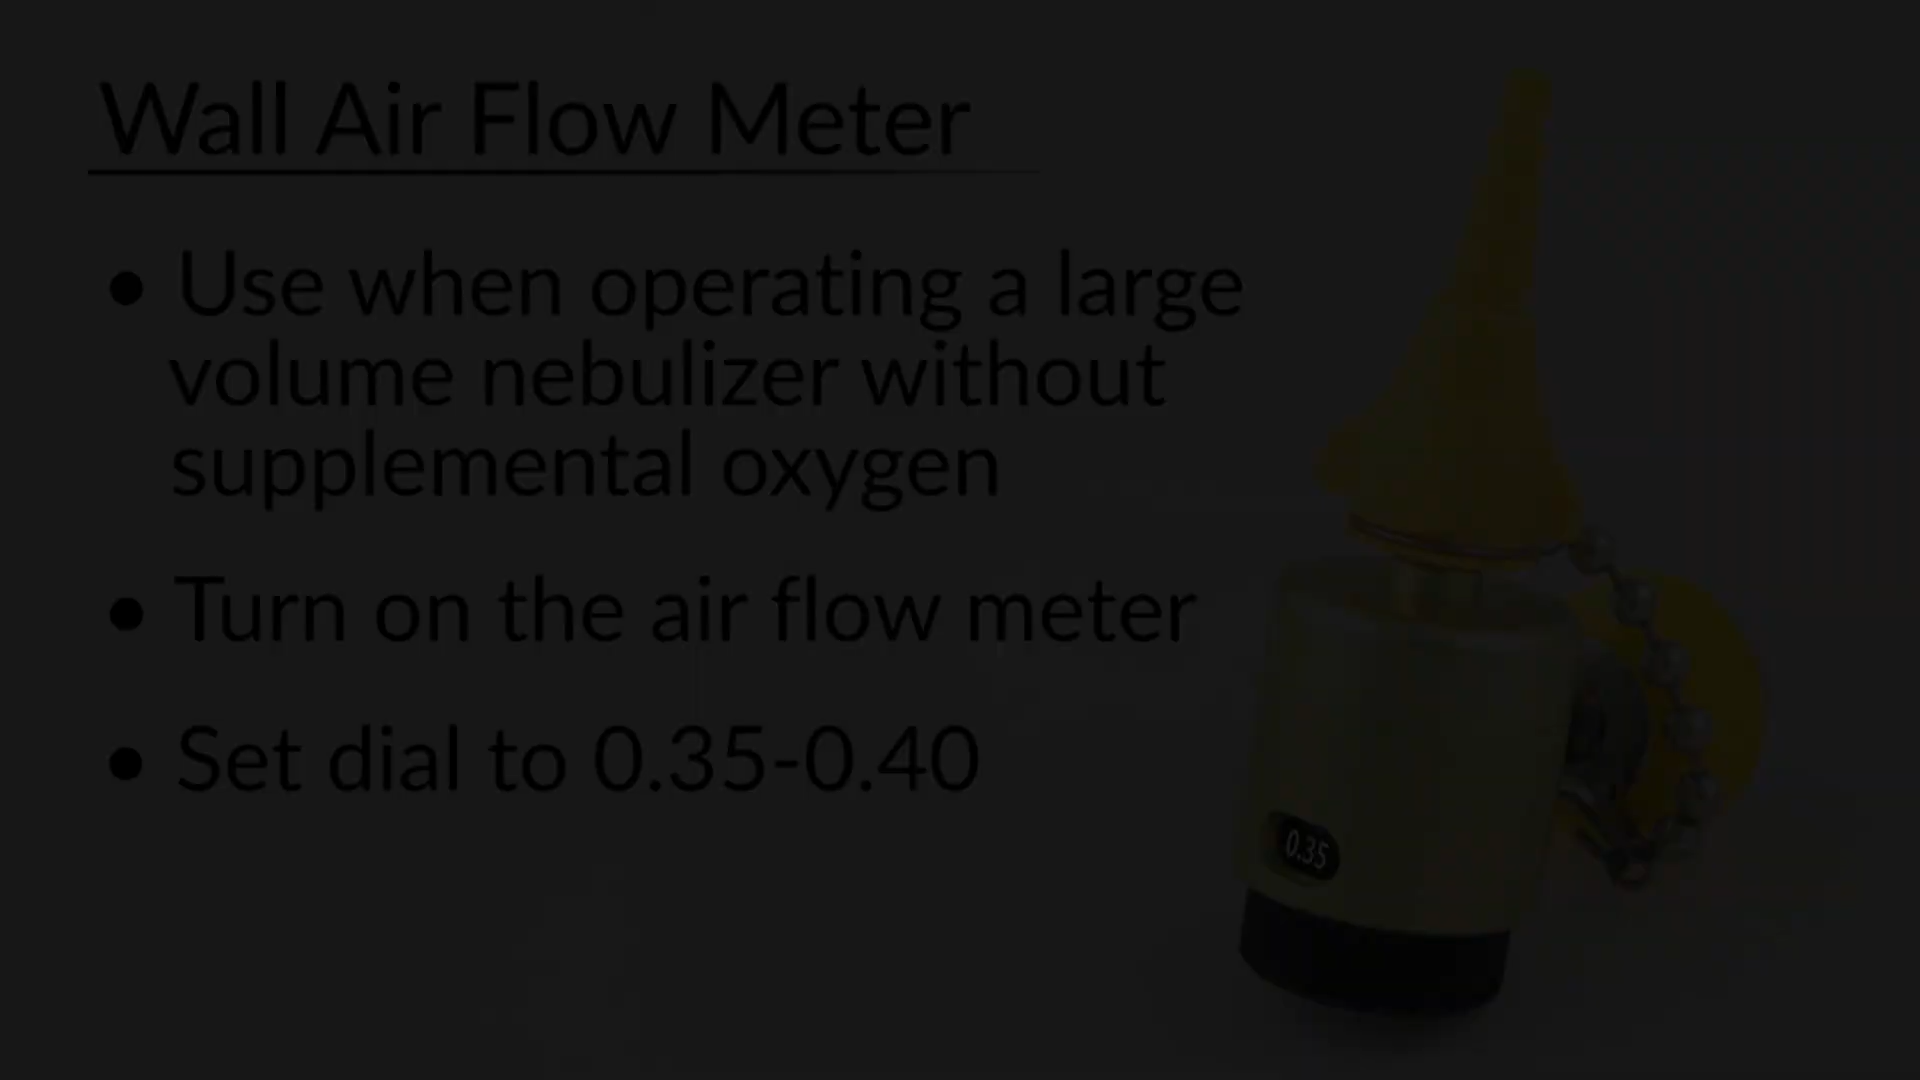 Wall Air Flow Meter
• Use when operating a large
volume nebulizer without
supplemental oxygen
• Turn on the air flow meter
• Set dial to 0.35-0.40
0.35